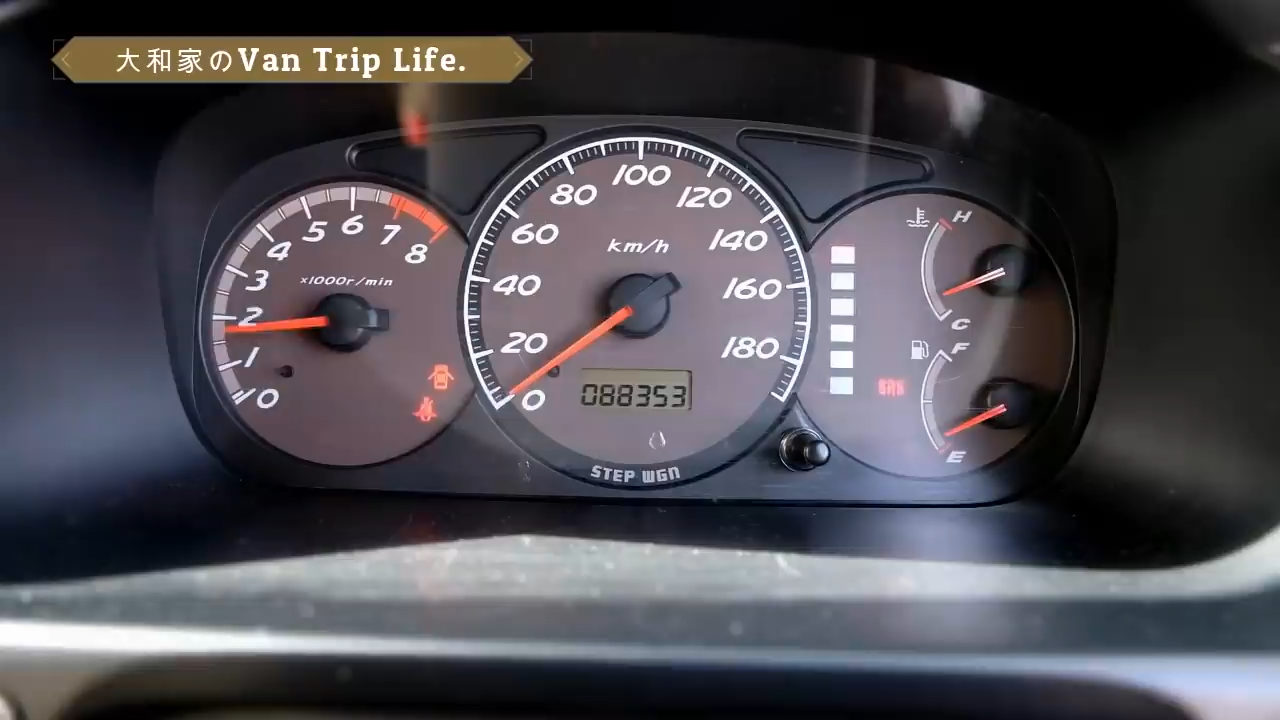 大和家のVan Trip Life.
0
1
2
3
4
5
6
7
8
x1000r/min
0
20
40
60
80
100
120
140
160
180
km/h
088353
STEP WGN
H
C
F
E